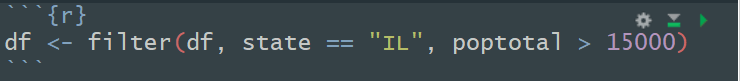 ```{r}
df <- filter(df, state == "IL", poptotal > 15000)
```